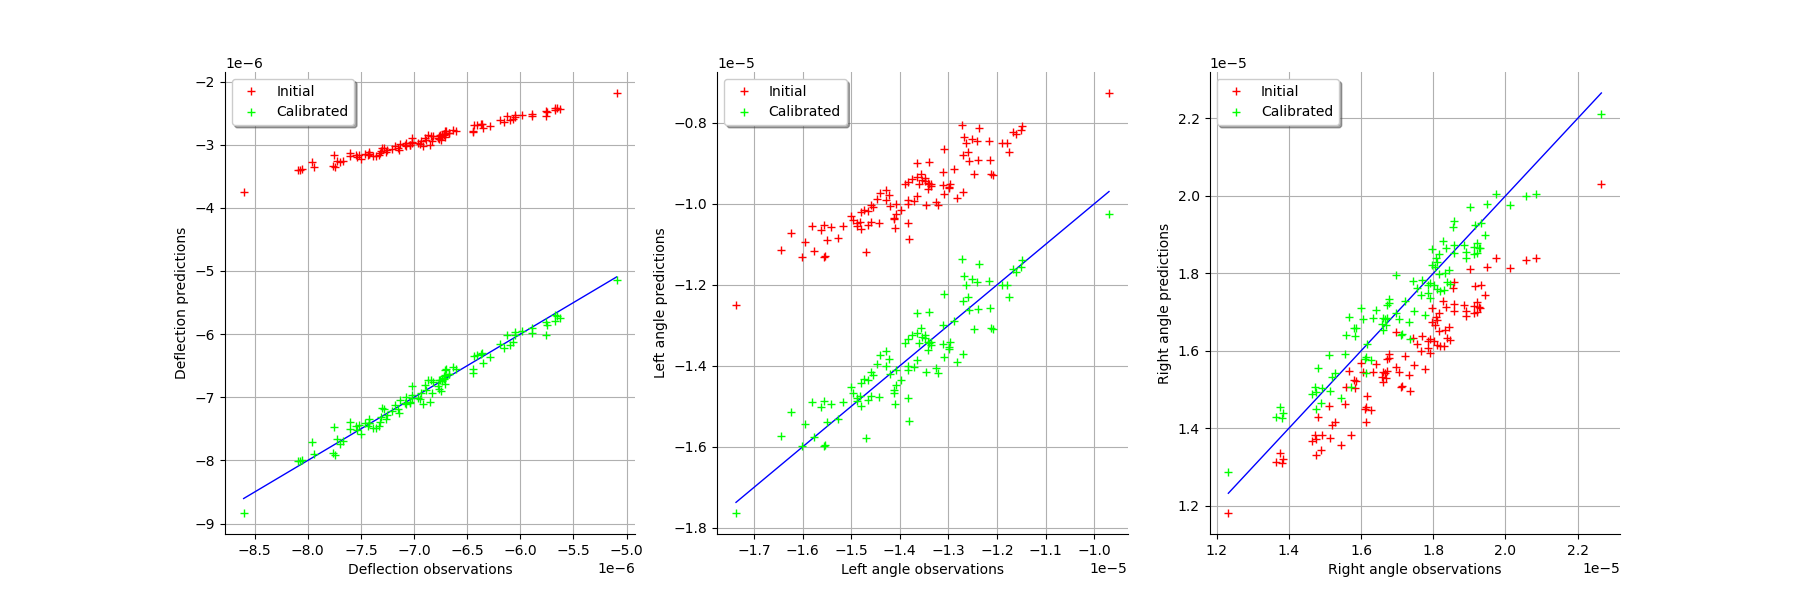 1e−6
Deflection predictions
−2
−3
−4
−5
−6
−7
−8
−9
Initial
Calibrated
−8.5 −8.0 −7.5 −7.0 −6.5 −6.0 −5.5 −5.0
Deflection observations
1e−6
1e−5
Left angle predictions
−0.8
−1.0
−1.2
−1.4
−1.6
−1.8
Initial
Calibrated
−1.7 −1.6 −1.5 −1.4 −1.3 −1.2 −1.1 −1.0
Left angle observations
1e−5
1e−5
Right angle predictions
2.2
2.0
1.8
1.6
1.4
1.2
Initial
Calibrated
1.2 1.4 1.6 1.8 2.0 2.2
Right angle observations
1e−5